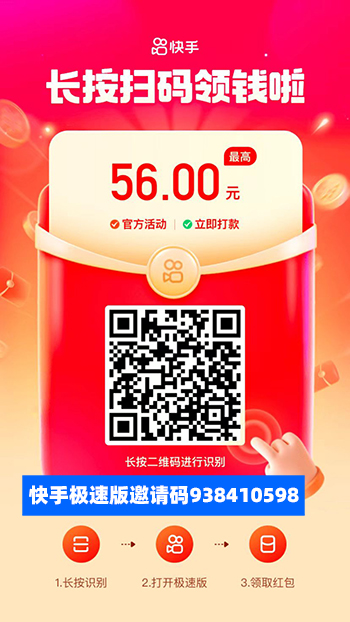 快手
长按扫码领钱啦
最高
56.00元
官方活动 立即打款
长按二维码进行识别
快手极速版邀请码938410598
1.长按识别 2.打开极速版 3.领取红包